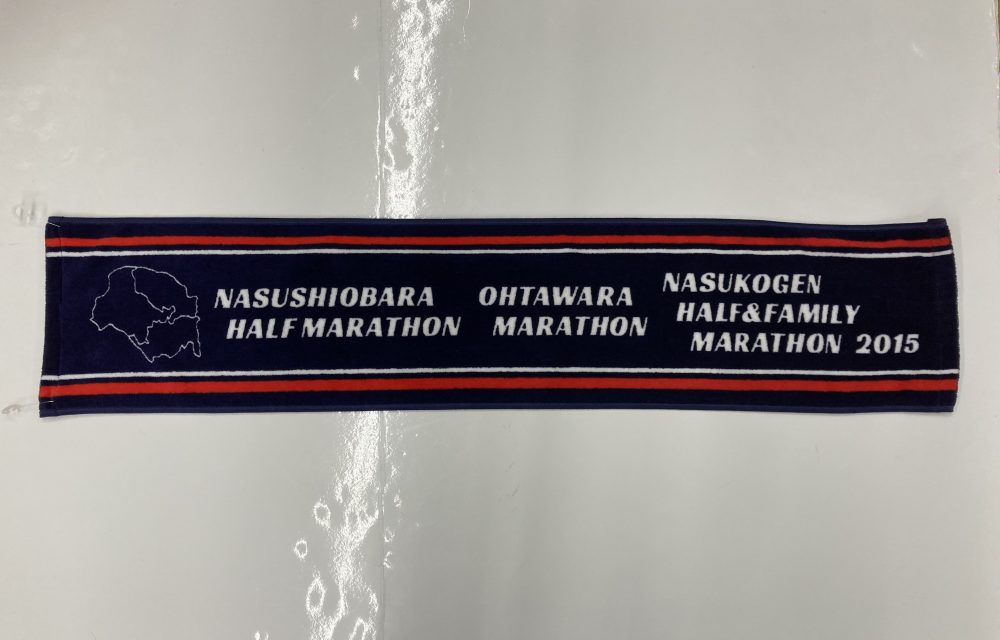 NASUSHIOBARA
HALF MARATHON
OHTAWARA
MARATHON
NASUKOGEN
HALF&FAMILY
MARATHON 2015